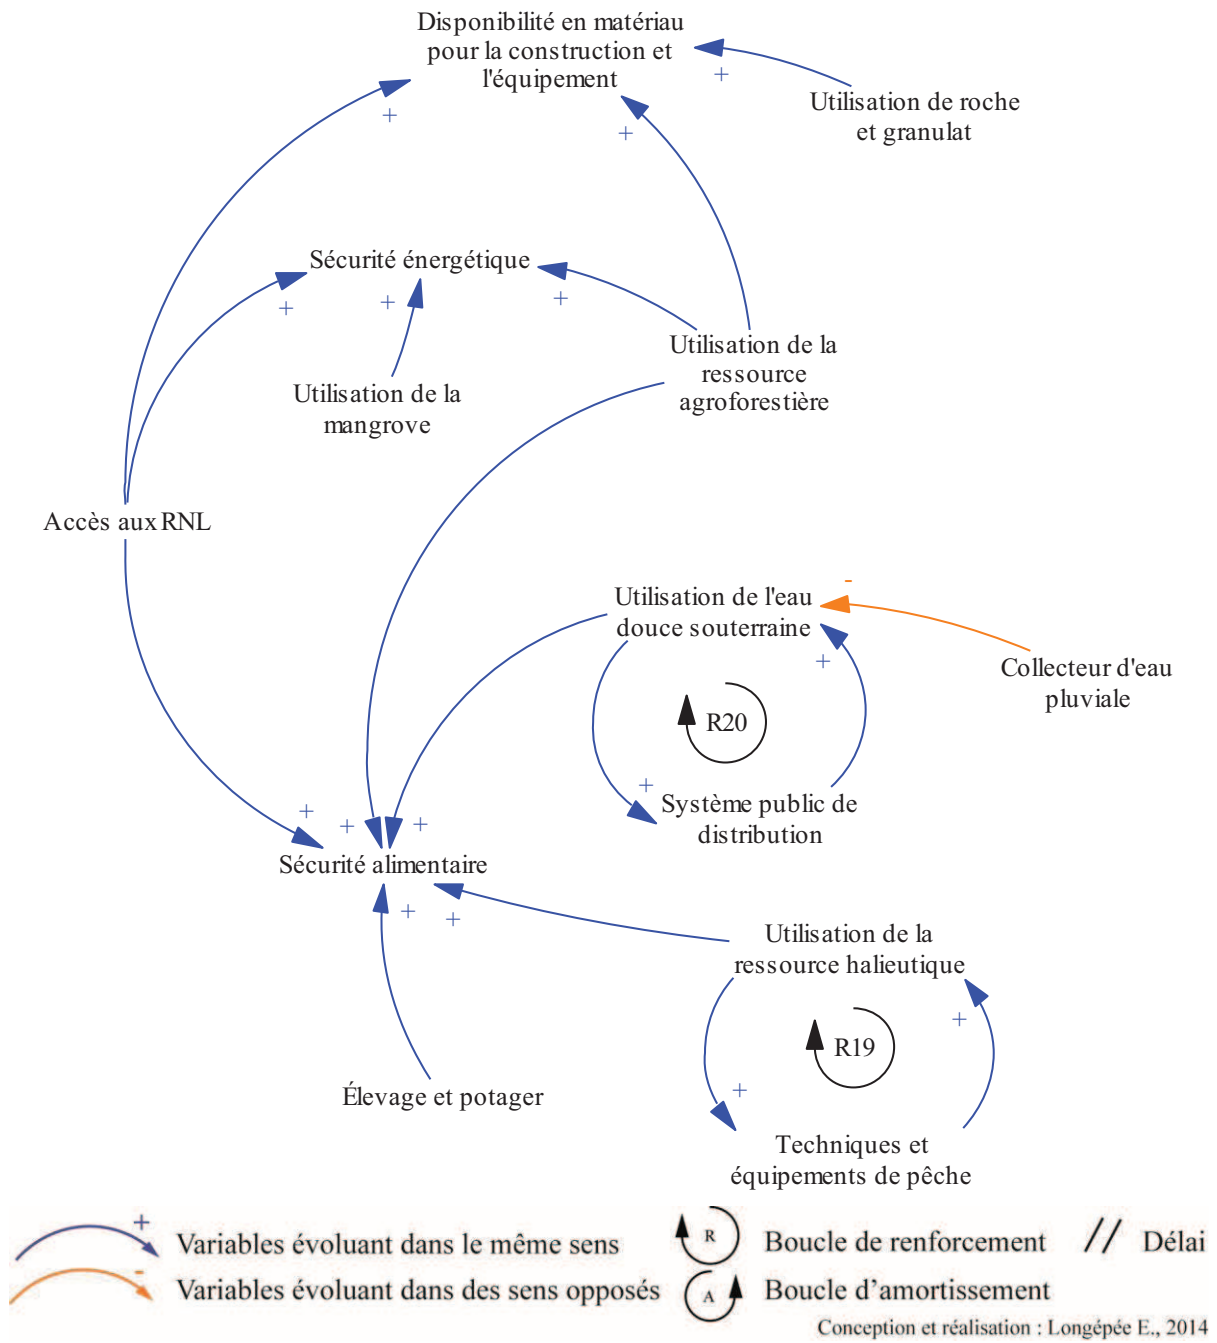 Disponibilité en matériau
pour la construction et
l'équipement
+
+
+
Utilisation de roche
et granulat
Sécurité énergétique
+
+
+
Utilisation de la
ressource
agroforestière
Utilisation de la
mangrove
Accès aux RNL
Utilisation de l'eau
douce souterraine
-
+
Collecteur d'eau
pluviale
R20
+
Système public de
distribution
+
+
+
Sécurité alimentaire
+
+
Utilisation de la
ressource halieutique
+
R19
+
Élevage et potager
Techniques et
équipements de pêche
+
Variables évoluant dans le même sens
-
Variables évoluant dans des sens opposés
R
Boucle de renforcement
A
Boucle d’amortissement
// Délai
Conception et réalisation : Longépée E., 2014